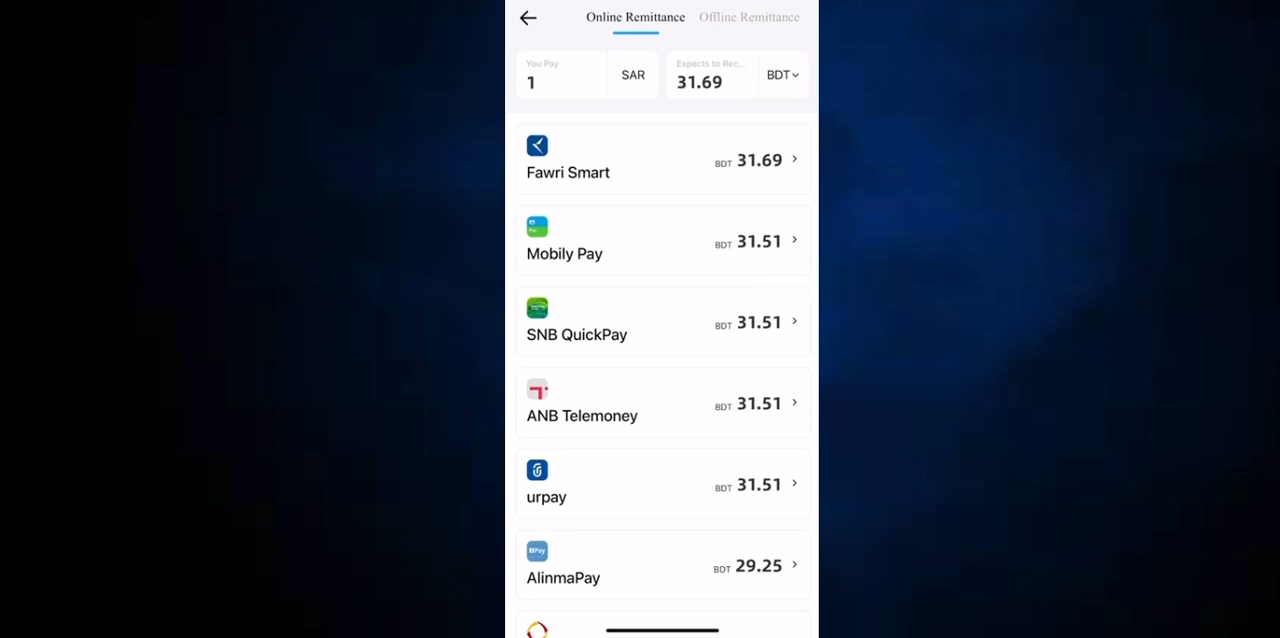 Online Remittance Offline Remittance
You Pay
1
SAR
Expects to Rec...
31.69
BDT
Fawri Smart
BDT 31.69
Mobily Pay
BDT 31.51
SNB QuickPay
BDT 31.51
ANB Telemoney
BDT 31.51
urpay
BDT 31.51
Pay
AlinmaPay
BDT 29.25